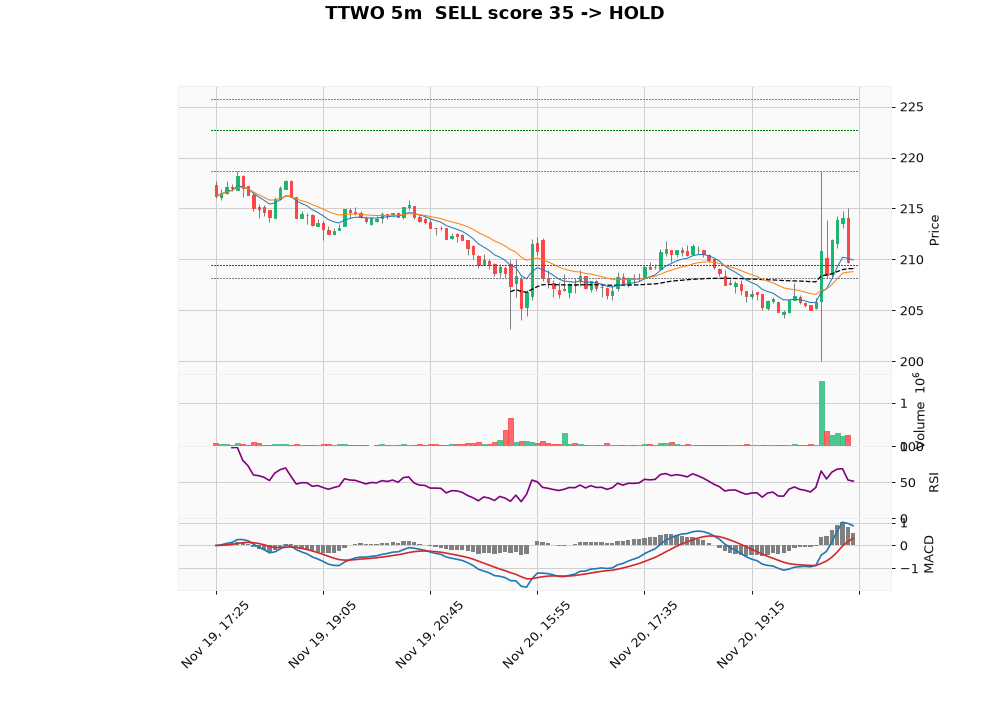 TTWO 5m  SELL score 35 -> HOLD
225
220
215
210
205
200
Price
1
Volume 10^6
100
50
0
RSI
1
0
−1
MACD
Nov 19, 17:25
Nov 19, 19:05
Nov 19, 20:45
Nov 20, 15:55
Nov 20, 17:35
Nov 20, 19:15